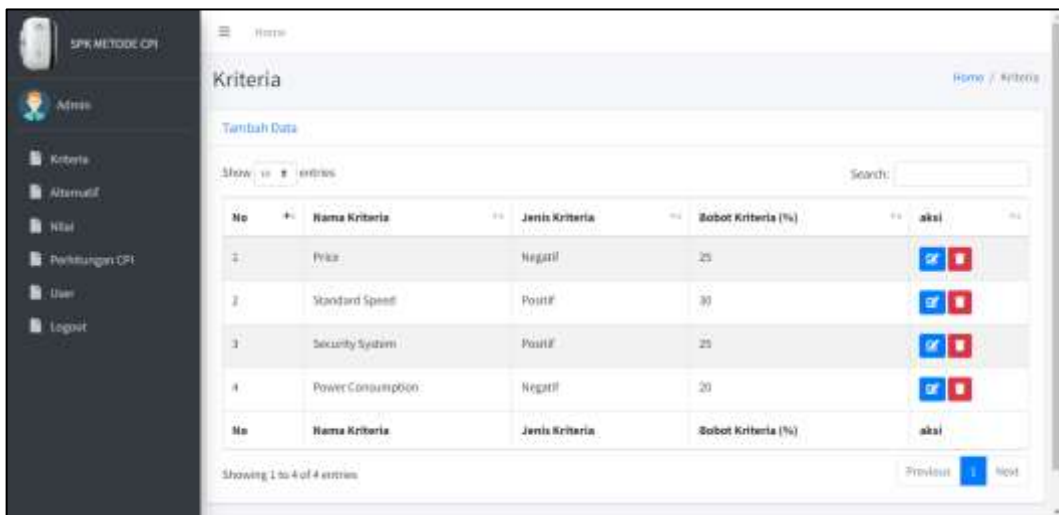 SPK METODE CPI
Admin
Kriteria
Alternatif
Nilai
Perhitungan CPI
User
Logout
Home
Kriteria
Home / Kriteria
Tambah Data
Show 10 entries
Search:
No Nama Kriteria Jenis Kriteria Bobot Kriteria (%) aksi
1 Price Negatif 25
2 Standard Speed Positif 30
3 Security System Positif 25
4 Power Consumption Negatif 20
No Nama Kriteria Jenis Kriteria Bobot Kriteria (%) aksi
Showing 1 to 4 of 4 entries
Previous 1 Next